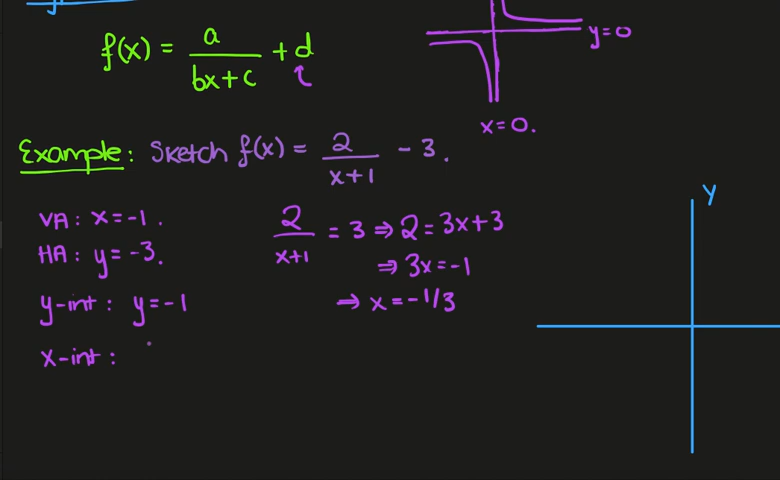 f(x) = a/(bx+c) + d
y=0
x=0.
Example: Sketch f(x) = 2/(x+1) - 3.
VA: x=-1.
HA: y=-3.
y-int: y=-1
x-int:
2/(x+1) = 3 ⇒ 2=3x+3
⇒ 3x=-1
⇒ x=-1/3
y